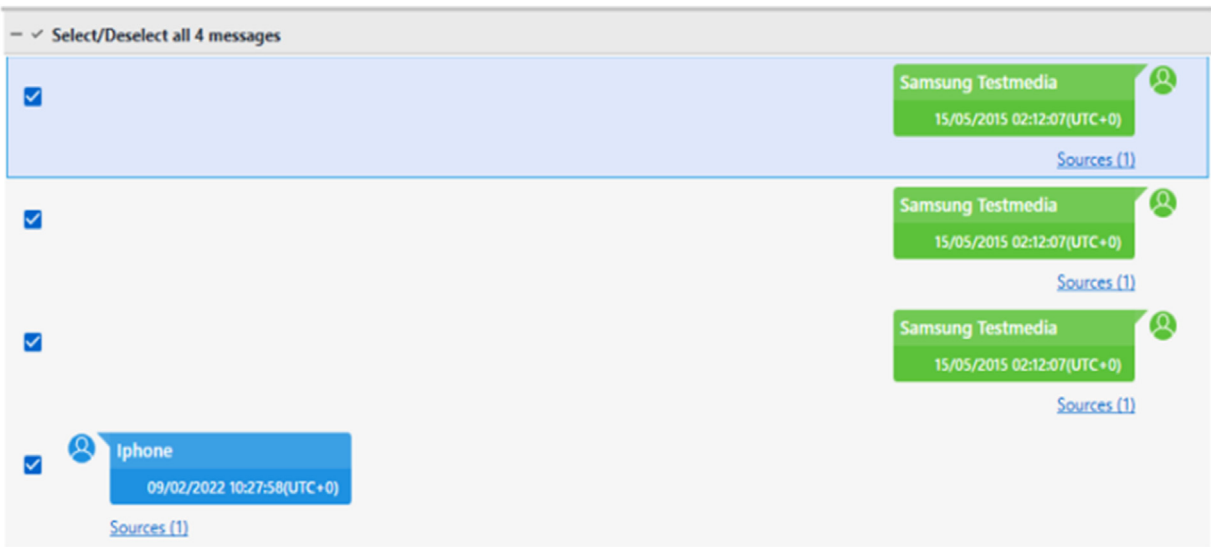 Select/Deselect all 4 messages
Samsung Testmedia
15/05/2015 02:12:07(UTC+0)
Sources (1)
Samsung Testmedia
15/05/2015 02:12:07(UTC+0)
Sources (1)
Samsung Testmedia
15/05/2015 02:12:07(UTC+0)
Sources (1)
Iphone
09/02/2022 10:27:58(UTC+0)
Sources (1)